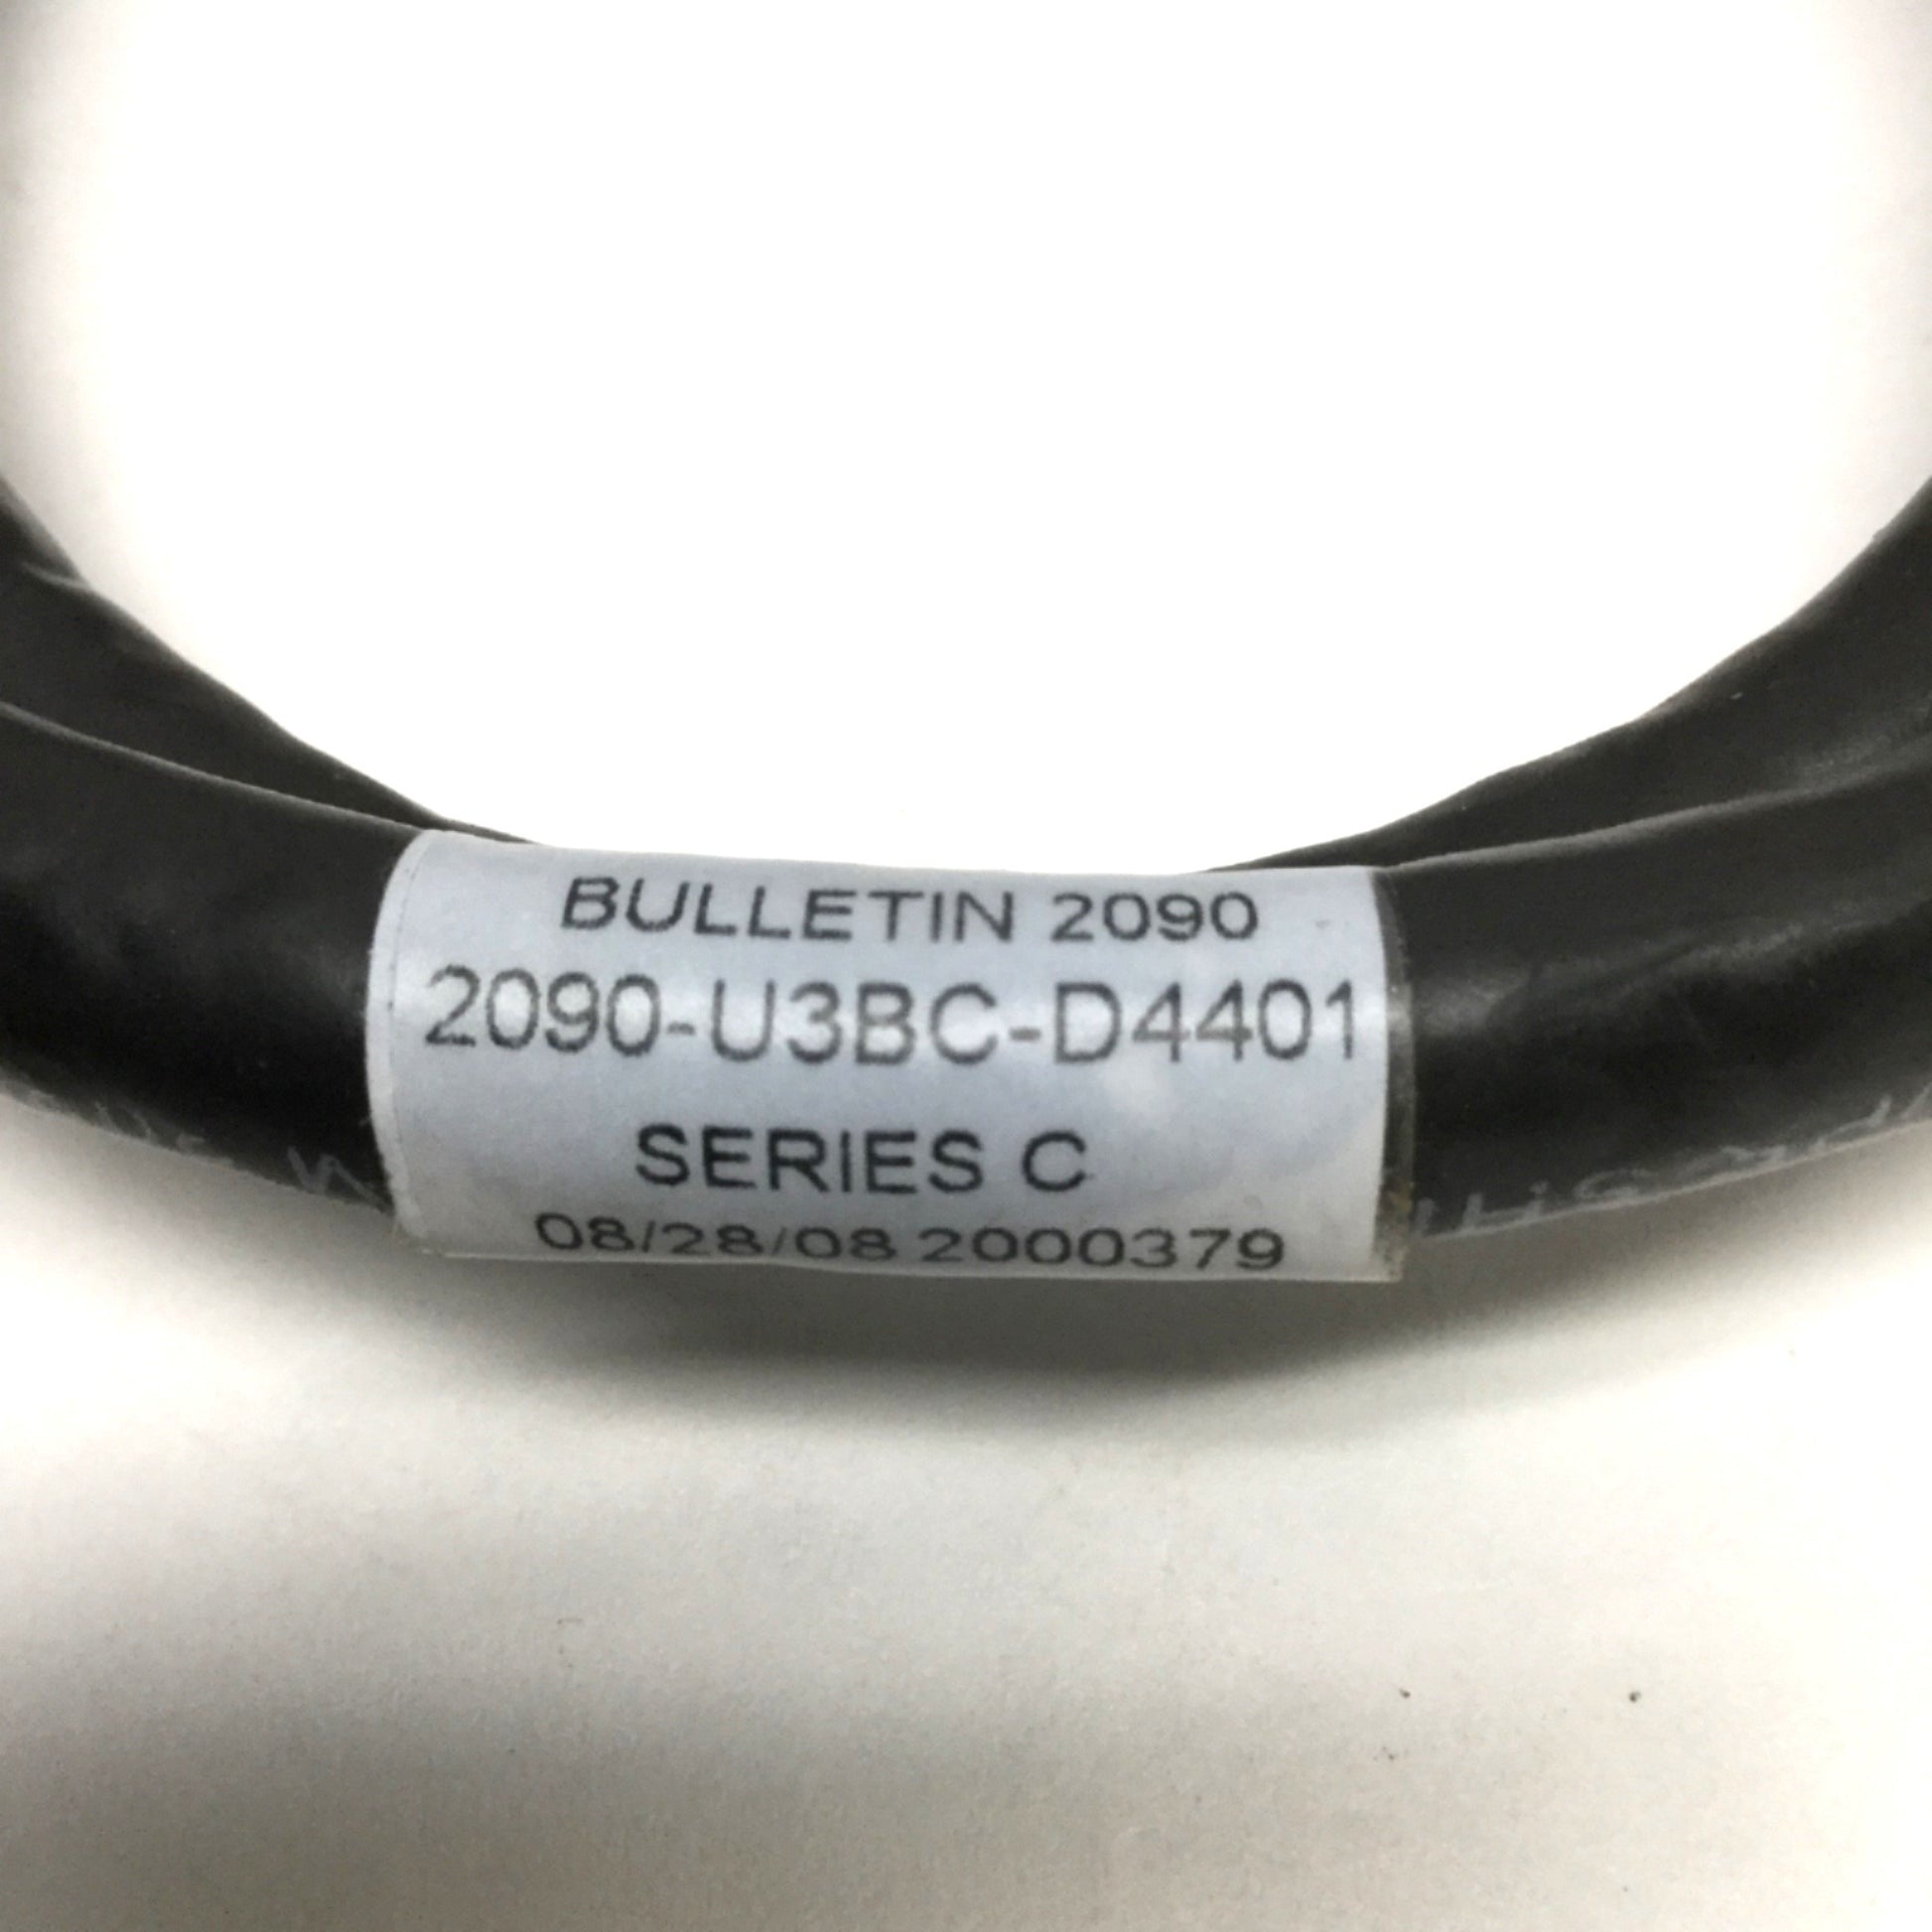 BULLETIN 2090
2090-U3BC-D4401
SERIES C
08/28/08 2000379